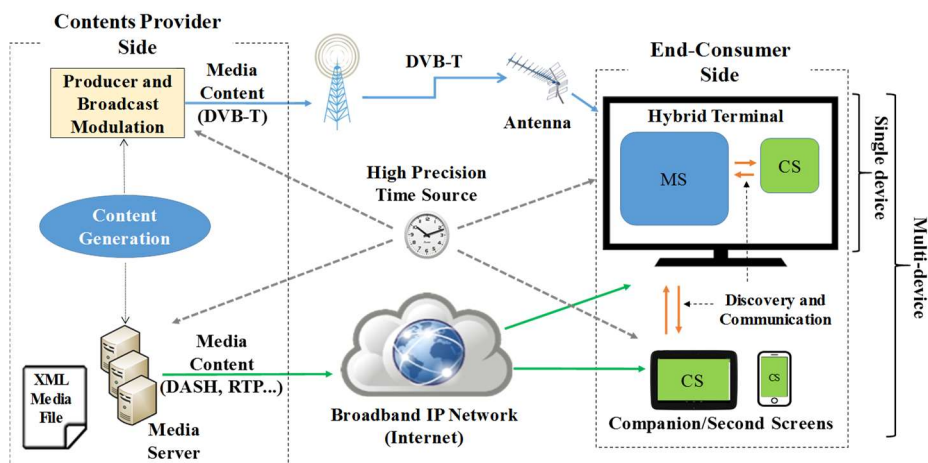 Contents Provider
Side
Producer and
Broadcast
Modulation
Media
Content
(DVB-T)
DVB-T
Antenna
End-Consumer
Side
Hybrid Terminal
MS
CS
Single device
Multi-device
High Precision
Time Source
Content
Generation
Discovery and
Communication
XML
Media
File
Media
Server
Media
Content
(DASH, RTP...)
Broadband IP Network
(Internet)
CS
CS
Companion/Second Screens